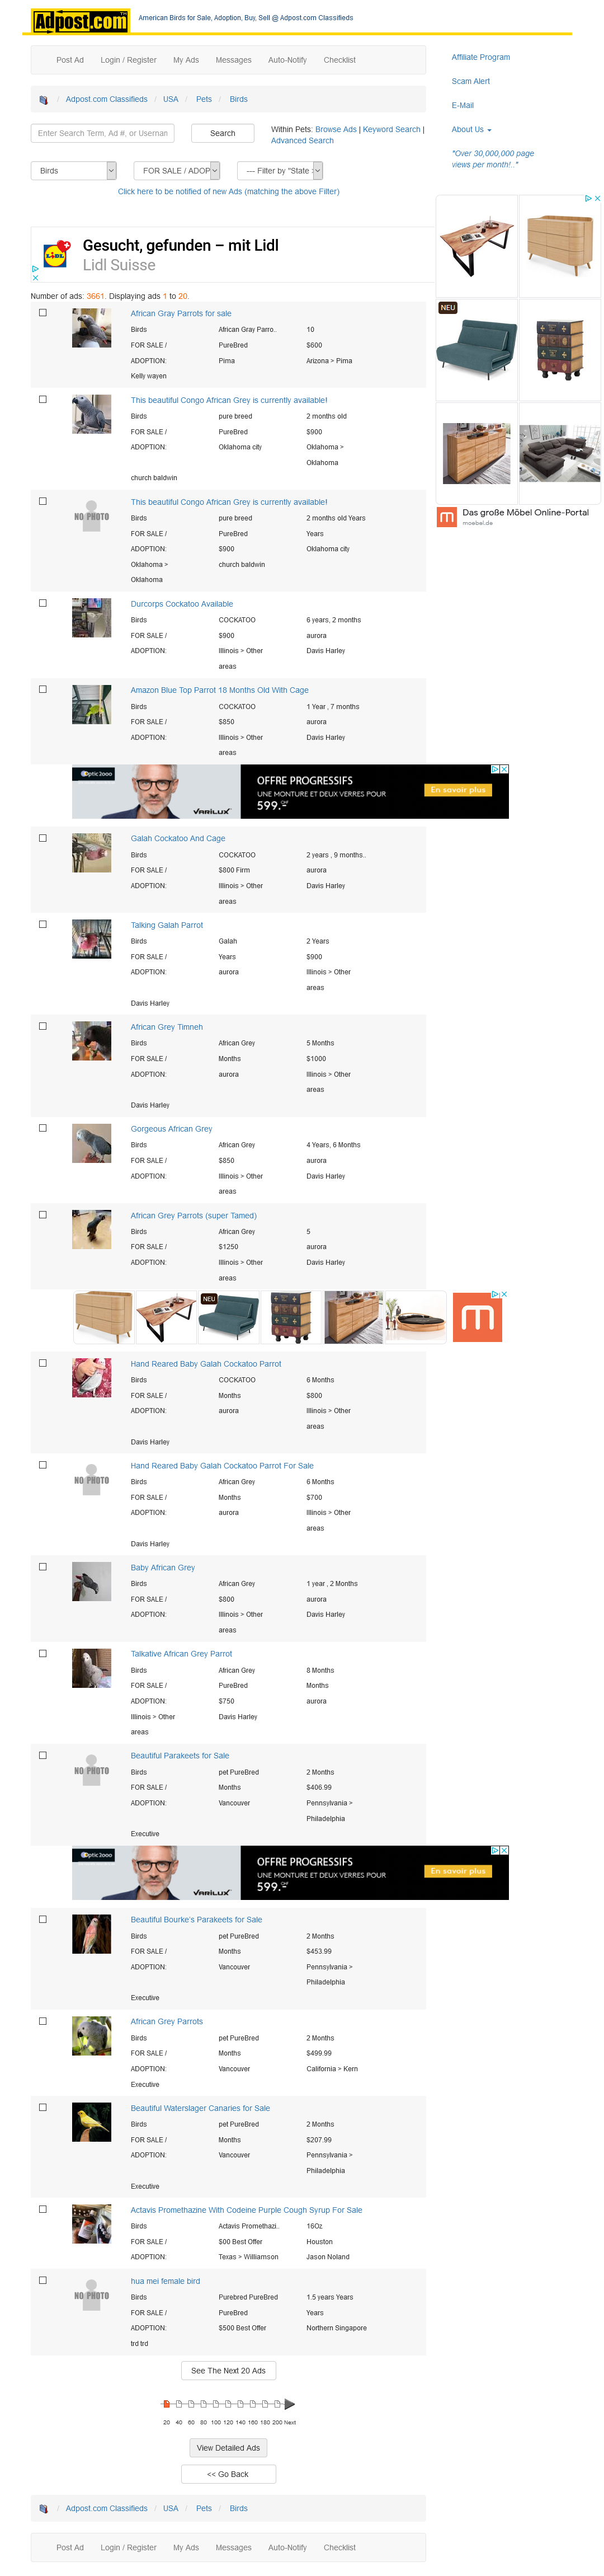 Adpost.com
American Birds for Sale, Adoption, Buy, Sell @ Adpost.com Classifieds
Post Ad Login / Register My Ads Messages Auto-Notify Checklist
Affiliate Program
Scam Alert
E-Mail
About Us
"Over 30,000,000 page
views per month!.."
/ Adpost.com Classifieds / USA / Pets / Birds
Enter Search Term, Ad #, or Usernam
Search
Within Pets: Browse Ads | Keyword Search |
Advanced Search
Birds
FOR SALE / ADOP
--- Filter by "State >
Click here to be notified of new Ads (matching the above Filter)
LIDL
Gesucht, gefunden – mit Lidl
Lidl Suisse
NEU
Das große Möbel Online-Portal
moebel.de
Number of ads: 3661. Displaying ads 1 to 20.
African Gray Parrots for sale
Birds African Gray Parro.. 10
FOR SALE / PureBred $600
ADOPTION: Pima Arizona > Pima
Kelly wayen
This beautiful Congo African Grey is currently available!
Birds pure breed 2 months old
FOR SALE / PureBred $900
ADOPTION: Oklahoma city Oklahoma >
Oklahoma
church baldwin
NO PHOTO
This beautiful Congo African Grey is currently available!
Birds pure breed 2 months old Years
FOR SALE / PureBred Years
ADOPTION: $900 Oklahoma city
Oklahoma > church baldwin
Oklahoma
Durcorps Cockatoo Available
Birds COCKATOO 6 years, 2 months
FOR SALE / $900 aurora
ADOPTION: Illinois > Other Davis Harley
areas
Amazon Blue Top Parrot 18 Months Old With Cage
Birds COCKATOO 1 Year , 7 months
FOR SALE / $850 aurora
ADOPTION: Illinois > Other Davis Harley
areas
Optic2000
VARILUX
OFFRE PROGRESSIFS
UNE MONTURE ET DEUX VERRES POUR
599.- CHF
En savoir plus
Galah Cockatoo And Cage
Birds COCKATOO 2 years , 9 months..
FOR SALE / $800 Firm aurora
ADOPTION: Illinois > Other Davis Harley
areas
Talking Galah Parrot
Birds Galah 2 Years
FOR SALE / Years $900
ADOPTION: aurora Illinois > Other
areas
Davis Harley
African Grey Timneh
Birds African Grey 5 Months
FOR SALE / Months $1000
ADOPTION: aurora Illinois > Other
areas
Davis Harley
Gorgeous African Grey
Birds African Grey 4 Years, 6 Months
FOR SALE / $850 aurora
ADOPTION: Illinois > Other Davis Harley
areas
African Grey Parrots (super Tamed)
Birds African Grey 5
FOR SALE / $1250 aurora
ADOPTION: Illinois > Other Davis Harley
areas
NEU
Hand Reared Baby Galah Cockatoo Parrot
Birds COCKATOO 6 Months
FOR SALE / Months $800
ADOPTION: aurora Illinois > Other
areas
Davis Harley
NO PHOTO
Hand Reared Baby Galah Cockatoo Parrot For Sale
Birds African Grey 6 Months
FOR SALE / Months $700
ADOPTION: aurora Illinois > Other
areas
Davis Harley
Baby African Grey
Birds African Grey 1 year , 2 Months
FOR SALE / $800 aurora
ADOPTION: Illinois > Other Davis Harley
areas
Talkative African Grey Parrot
Birds African Grey 8 Months
FOR SALE / PureBred Months
ADOPTION: $750 aurora
Illinois > Other Davis Harley
areas
NO PHOTO
Beautiful Parakeets for Sale
Birds pet PureBred 2 Months
FOR SALE / Months $406.99
ADOPTION: Vancouver Pennsylvania >
Philadelphia
Executive
Optic2000
VARILUX
OFFRE PROGRESSIFS
UNE MONTURE ET DEUX VERRES POUR
599.- CHF
En savoir plus
Beautiful Bourke's Parakeets for Sale
Birds pet PureBred 2 Months
FOR SALE / Months $453.99
ADOPTION: Vancouver Pennsylvania >
Philadelphia
Executive
African Grey Parrots
Birds pet PureBred 2 Months
FOR SALE / Months $499.99
ADOPTION: Vancouver California > Kern
Executive
Beautiful Waterslager Canaries for Sale
Birds pet PureBred 2 Months
FOR SALE / Months $207.99
ADOPTION: Vancouver Pennsylvania >
Philadelphia
Executive
Actavis Promethazine With Codeine Purple Cough Syrup For Sale
Birds Actavis Promethazi.. 16Oz
FOR SALE / $00 Best Offer Houston
ADOPTION: Texas > Williamson Jason Noland
NO PHOTO
hua mei female bird
Birds Purebred PureBred 1.5 years Years
FOR SALE / PureBred Years
ADOPTION: $500 Best Offer Northern Singapore
trd trd
See The Next 20 Ads
20 40 60 80 100 120 140 160 180 200 Next
View Detailed Ads
<< Go Back
/ Adpost.com Classifieds / USA / Pets / Birds
Post Ad Login / Register My Ads Messages Auto-Notify Checklist